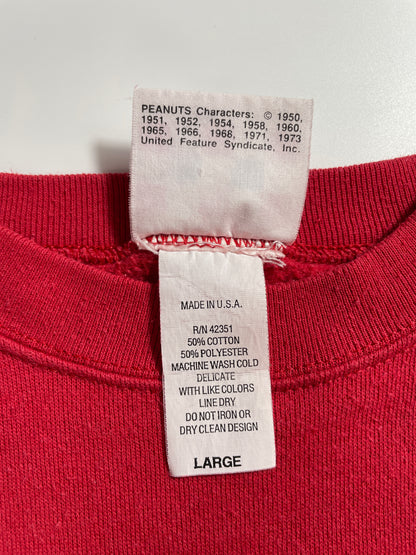 PEANUTS Characters: © 1950,
1951, 1952, 1954, 1958, 1960,
1965, 1966, 1968, 1971, 1973
United Feature Syndicate, Inc.
MADE IN U.S.A.
R/N 42351
50% COTTON
50% POLYESTER
MACHINE WASH COLD
DELICATE
WITH LIKE COLORS
LINE DRY
DO NOT IRON OR
DRY CLEAN DESIGN
LARGE